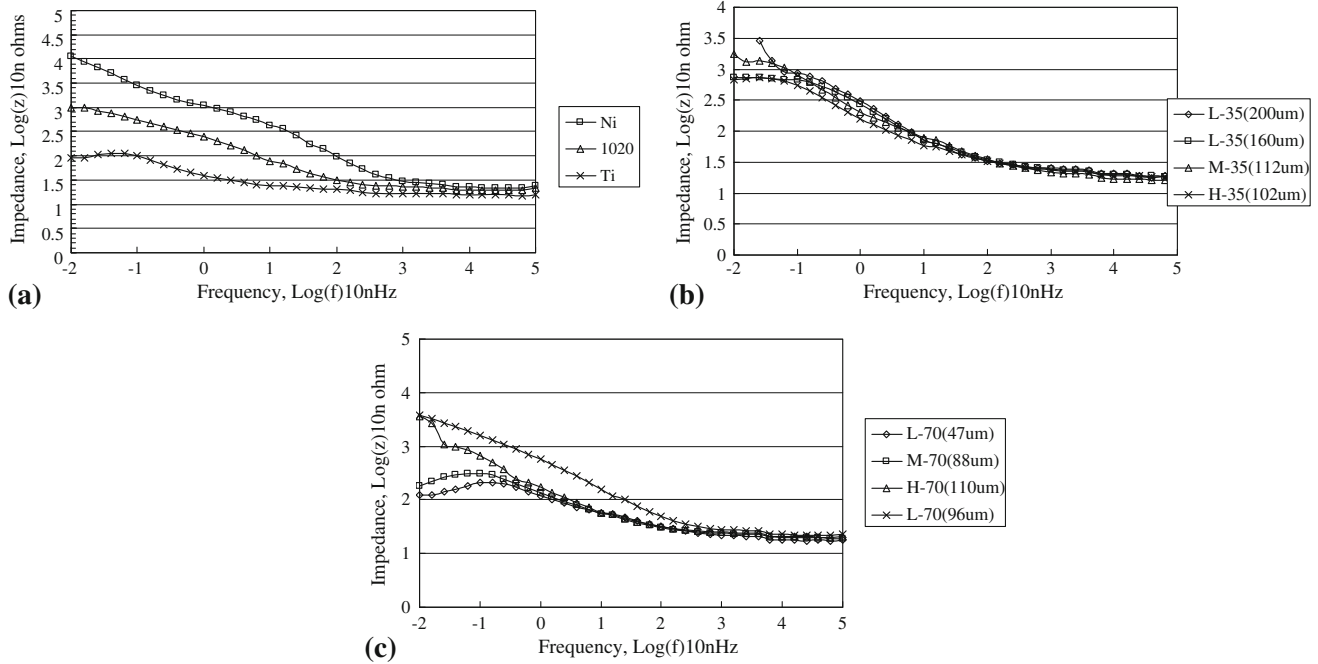 5
4.5
4
3.5
3
2.5
2
1.5
1
0.5
0
Impedance, Log(z)10n ohms
-2 -1 0 1 2 3 4 5
Frequency, Log(f)10nHz
Ni
1020
Ti
(a)
4
3.5
3
2.5
2
1.5
1
0.5
0
Impedance, Log(z)10n ohm
-2 -1 0 1 2 3 4 5
Frequency, Log(f)10nHz
L-35(200um)
L-35(160um)
M-35(112um)
H-35(102um)
(b)
5
4
3
2
1
0
Impedance, Log(z)10n ohm
-2 -1 0 1 2 3 4 5
Frequency, Log(f)10nHz
L-70(47um)
M-70(88um)
H-70(110um)
L-70(96um)
(c)